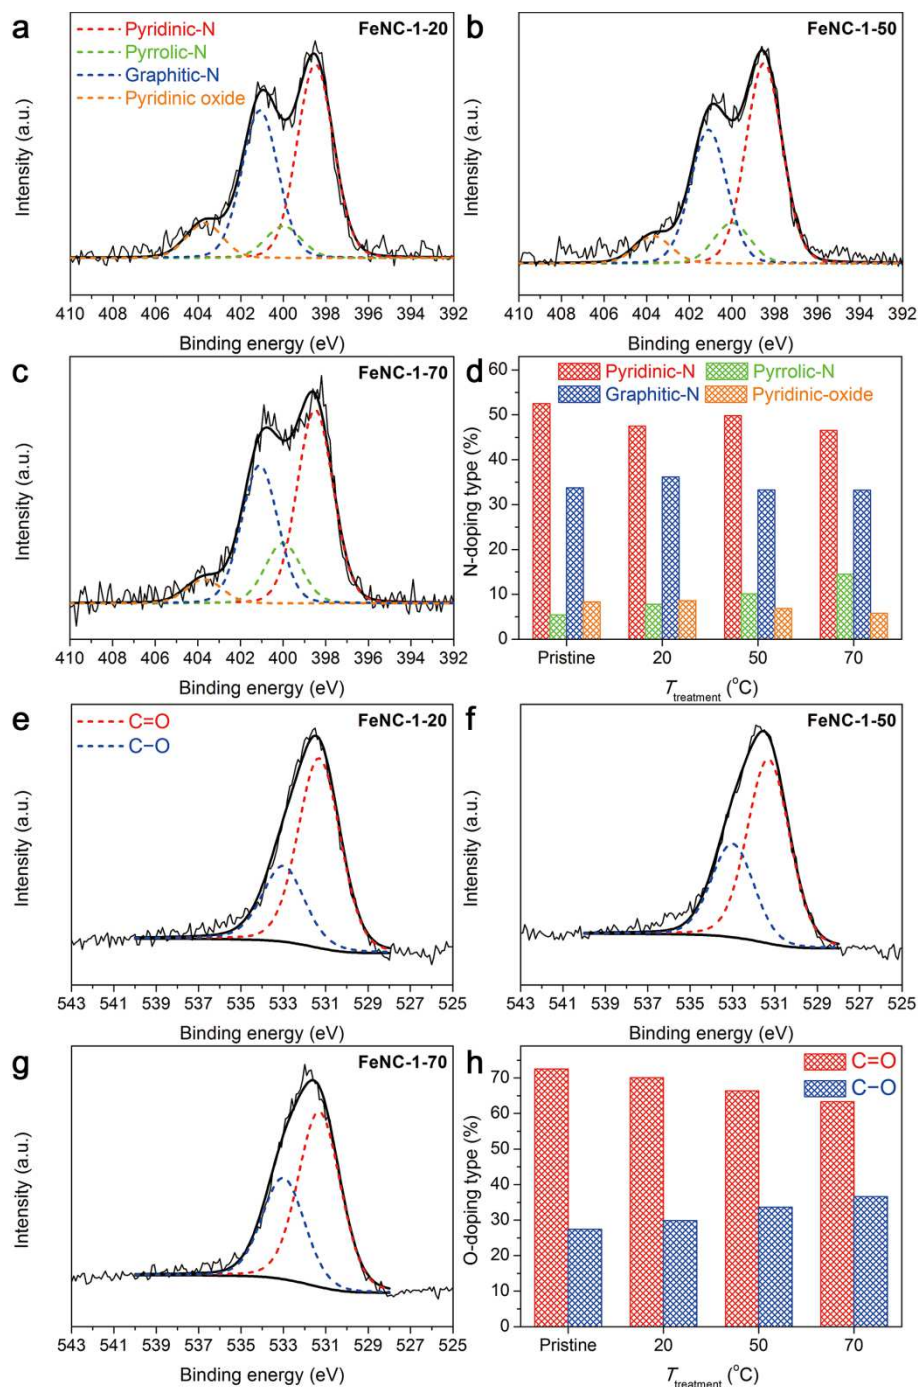 a
FeNC-1-20
Pyridinic-N
Pyrrolic-N
Graphitic-N
Pyridinic oxide
Intensity (a.u.)
410 408 406 404 402 400 398 396 394 392
Binding energy (eV)
b
FeNC-1-50
Intensity (a.u.)
410 408 406 404 402 400 398 396 394 392
Binding energy (eV)
c
FeNC-1-70
Intensity (a.u.)
410 408 406 404 402 400 398 396 394 392
Binding energy (eV)
d
Pyridinic-N Pyrrolic-N
Graphitic-N Pyridinic-oxide
N-doping type (%)
60
50
40
30
20
10
0
Pristine 20 50 70
Ttreatment (°C)
e
FeNC-1-20
C=O
C−O
Intensity (a.u.)
543 541 539 537 535 533 531 529 527 525
Binding energy (eV)
f
FeNC-1-50
Intensity (a.u.)
543 541 539 537 535 533 531 529 527 525
Binding energy (eV)
g
FeNC-1-70
Intensity (a.u.)
543 541 539 537 535 533 531 529 527 525
Binding energy (eV)
h
C=O
C−O
O-doping type (%)
70
60
50
40
30
20
10
0
Pristine 20 50 70
Ttreatment (°C)